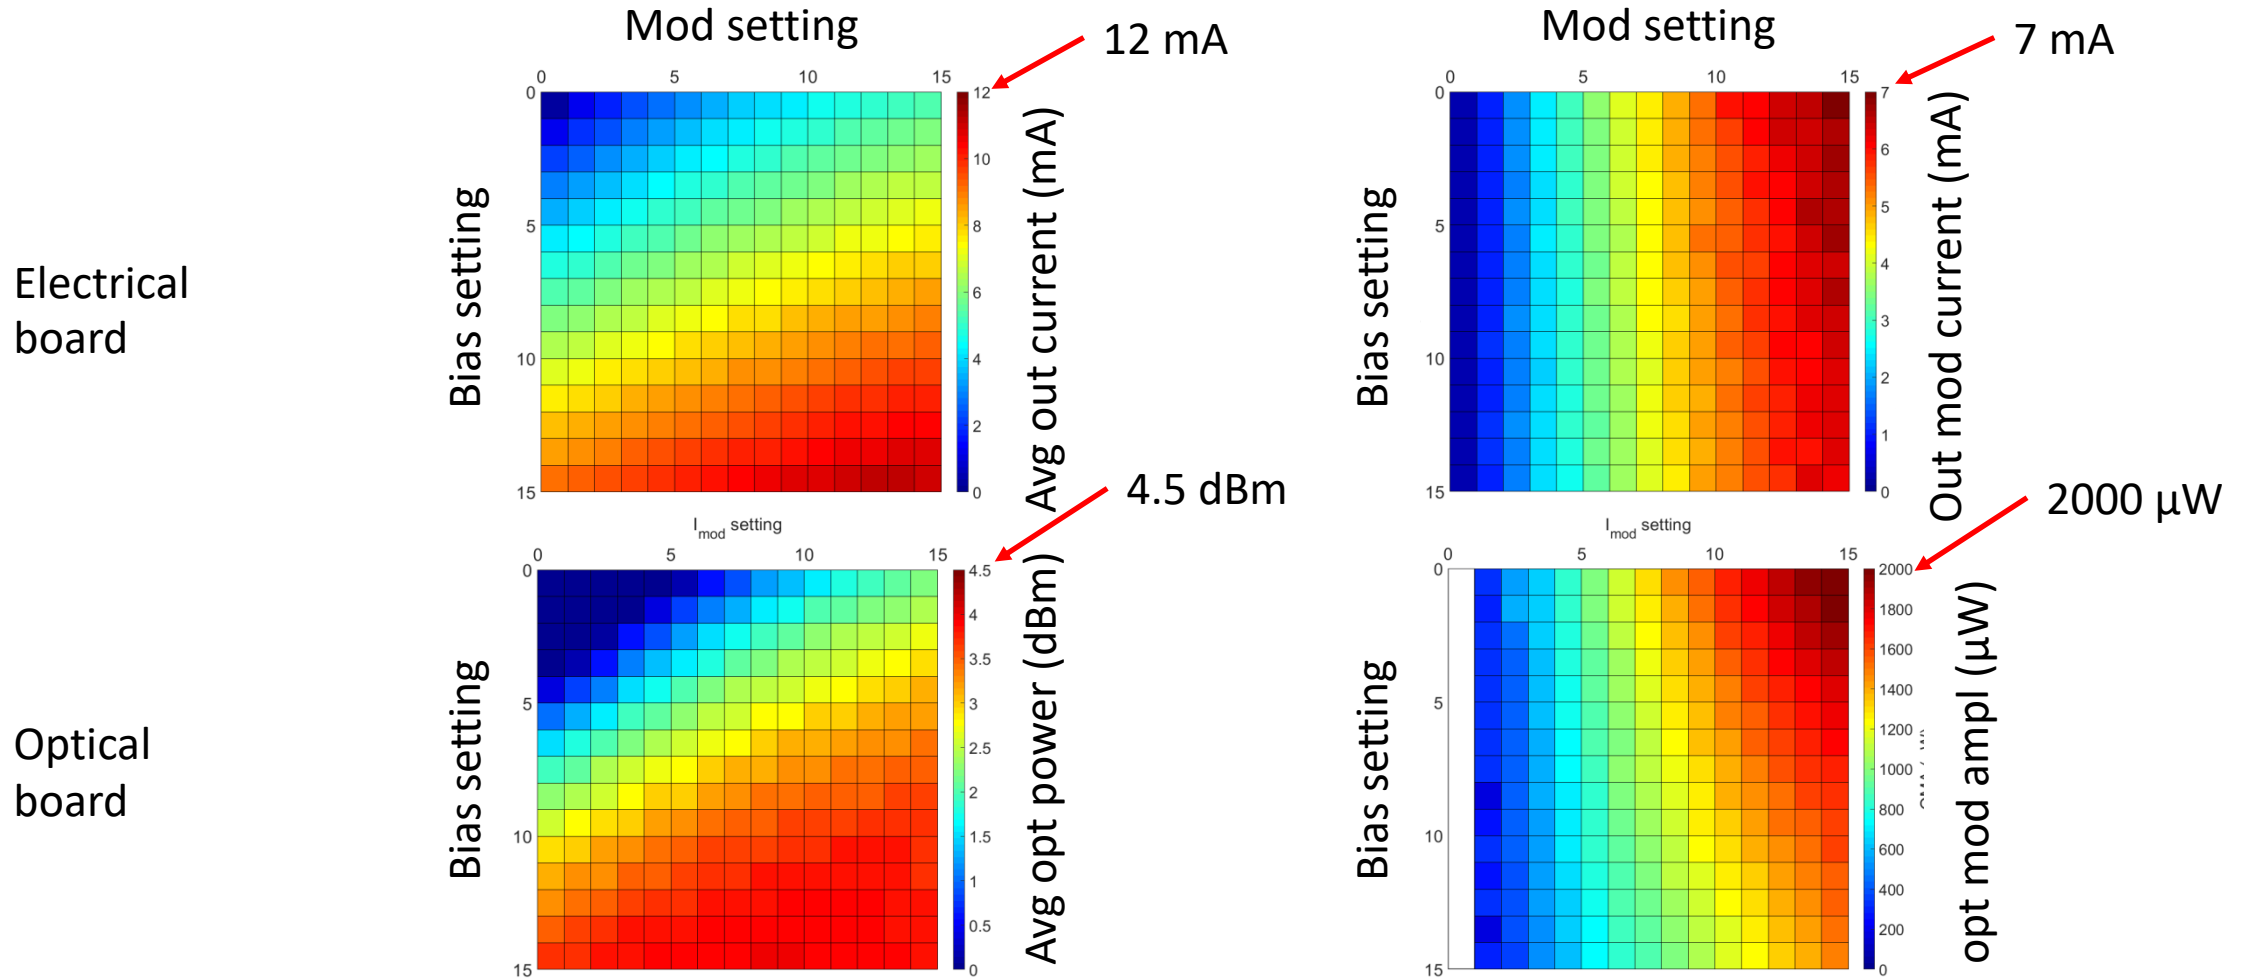 Mod setting
12 mA
Mod setting
7 mA
0 5 10 15
0 5 10 15
0
5
10
15
Bias setting
12
10
8
6
4
2
0
Avg out current (mA)
0
5
10
15
Bias setting
7
6
5
4
3
2
1
0
Out mod current (mA)
Electrical
board
4.5 dBm
2000 µW
Imod setting
0 5 10 15
Imod setting
0 5 10 15
0
5
10
15
Bias setting
4.5
4
3.5
3
2.5
2
1.5
1
0.5
0
Avg opt power (dBm)
0
5
10
15
Bias setting
2000
1800
1600
1400
1200
1000
800
600
400
200
0
opt mod ampl (µW)
Optical
board